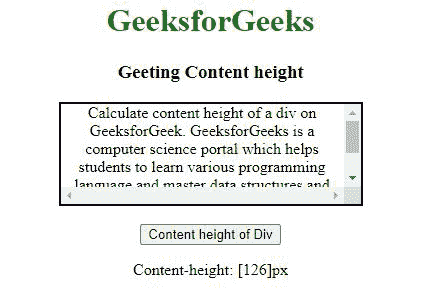 GeeksforGeeks
Geeting Content height
Calculate content height of a div on
GeeksforGeek. GeeksforGeeks is a
computer science portal which helps
students to learn various programming
language and master data structures and
Content height of Div
Content-height: [126]px